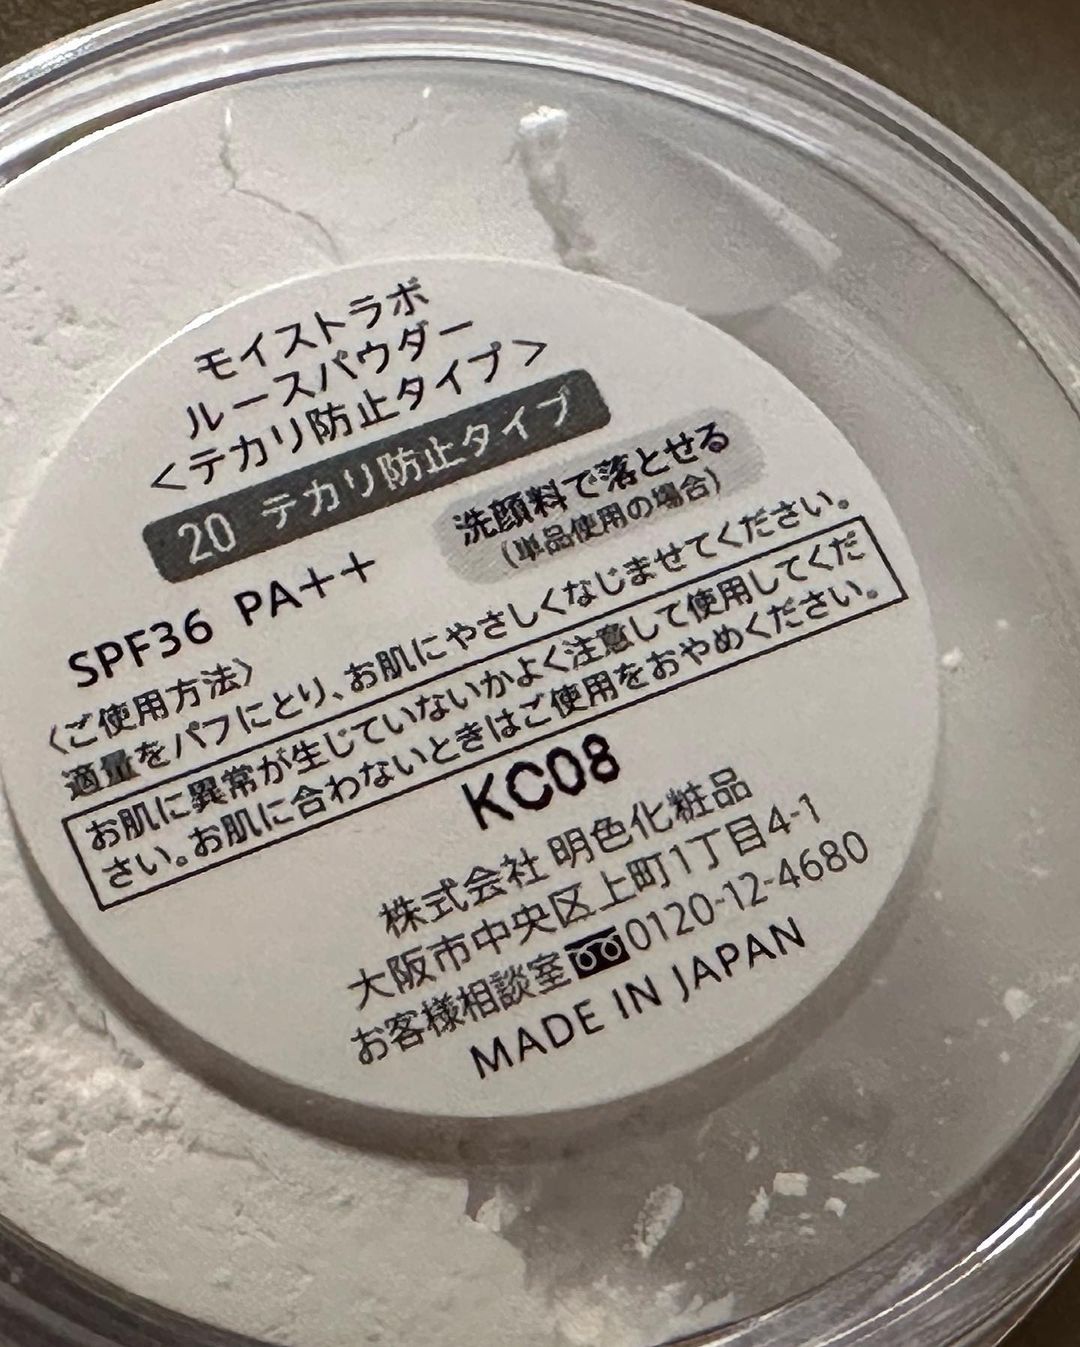 モイストラボ
ルースパウダー
<テカリ防止タイプ>
20 テカリ防止タイプ
SPF36 PA++
洗顔料で落とせる
(単品使用の場合)
〈ご使用方法〉
適量をパフにとり、お肌にやさしくなじませてください。
お肌に異常が生じていないかよく注意して使用してくだ
さい。お肌に合わないときはご使用をおやめください。
KC08
株式会社 明色化粧品
大阪市中央区上町1丁目4-1
お客様相談室 0120-12-4680
MADE IN JAPAN